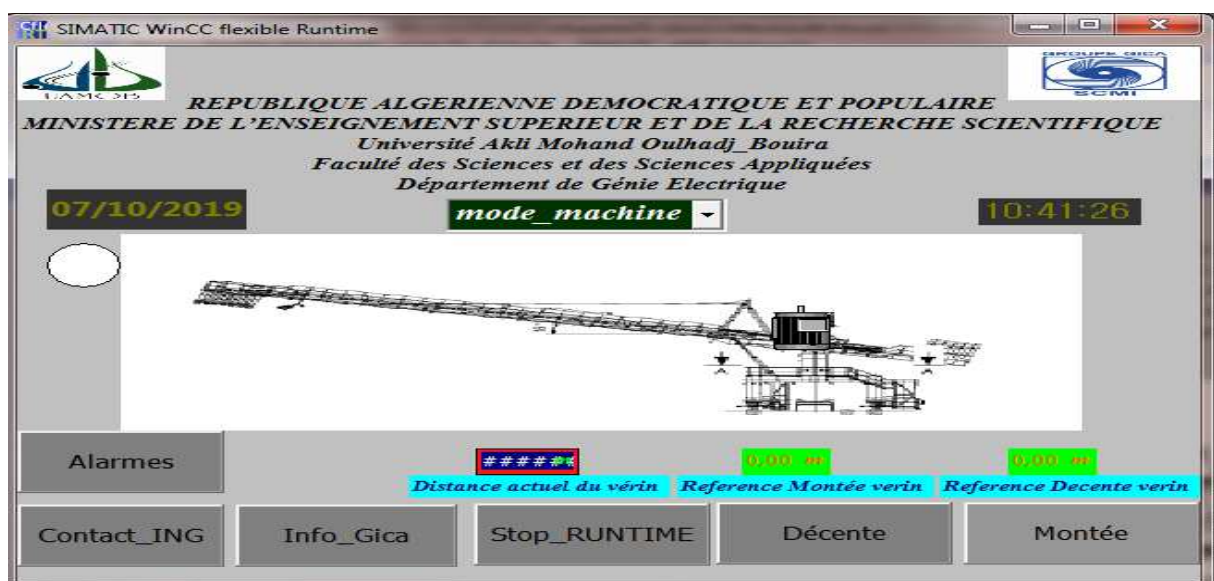 SIMATIC WinCC flexible Runtime
GROUPE GICA
SCMI
REPUBLIQUE ALGERIENNE DEMOCRATIQUE ET POPULAIRE
MINISTERE DE L'ENSEIGNEMENT SUPERIEUR ET DE LA RECHERCHE SCIENTIFIQUE
Université Akli Mohand Oulhadj_Bouira
Faculté des Sciences et des Sciences Appliquées
Département de Génie Electrique
07/10/2019
mode_machine
10:41:26
A A
Alarmes
######
0,00 m
0,00 m
Distance actuel du vérin
Reference Montée verin
Reference Decente verin
Contact_ING
Info_Gica
Stop_RUNTIME
Décente
Montée